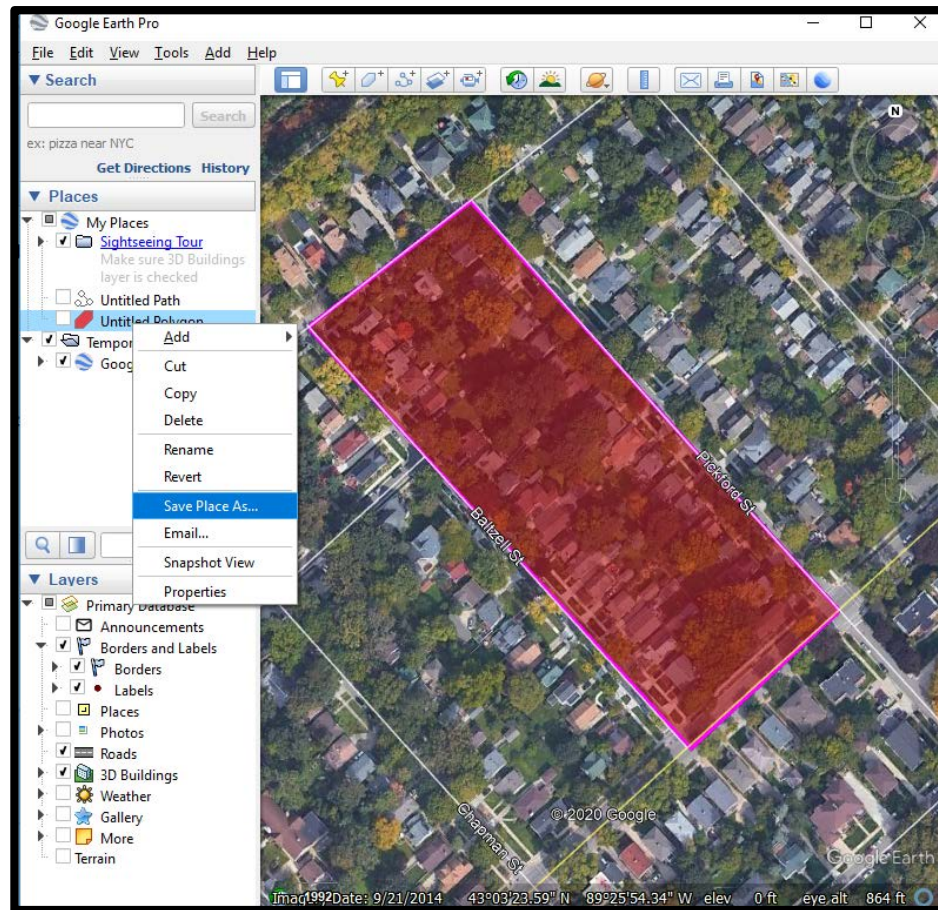 Google Earth Pro
File Edit View Tools Add Help
Search
Search
ex: pizza near NYC
Get Directions History
Places
My Places
Sightseeing Tour
Make sure 3D Buildings
layer is checked
Untitled Path
Untitled Polygon
Tempor
Goog
Add
Cut
Copy
Delete
Rename
Revert
Save Place As...
Email...
Snapshot View
Properties
Layers
Primary Database
Announcements
Borders and Labels
Borders
Labels
Places
Photos
Roads
3D Buildings
Weather
Gallery
More
Terrain
N
Pickford St
Baltzell St
Chapman St
© 2020 Google
Google Earth
1992 Date: 9/21/2014 43°03'23.59" N 89°25'54.34" W elev 0 ft eye alt 864 ft